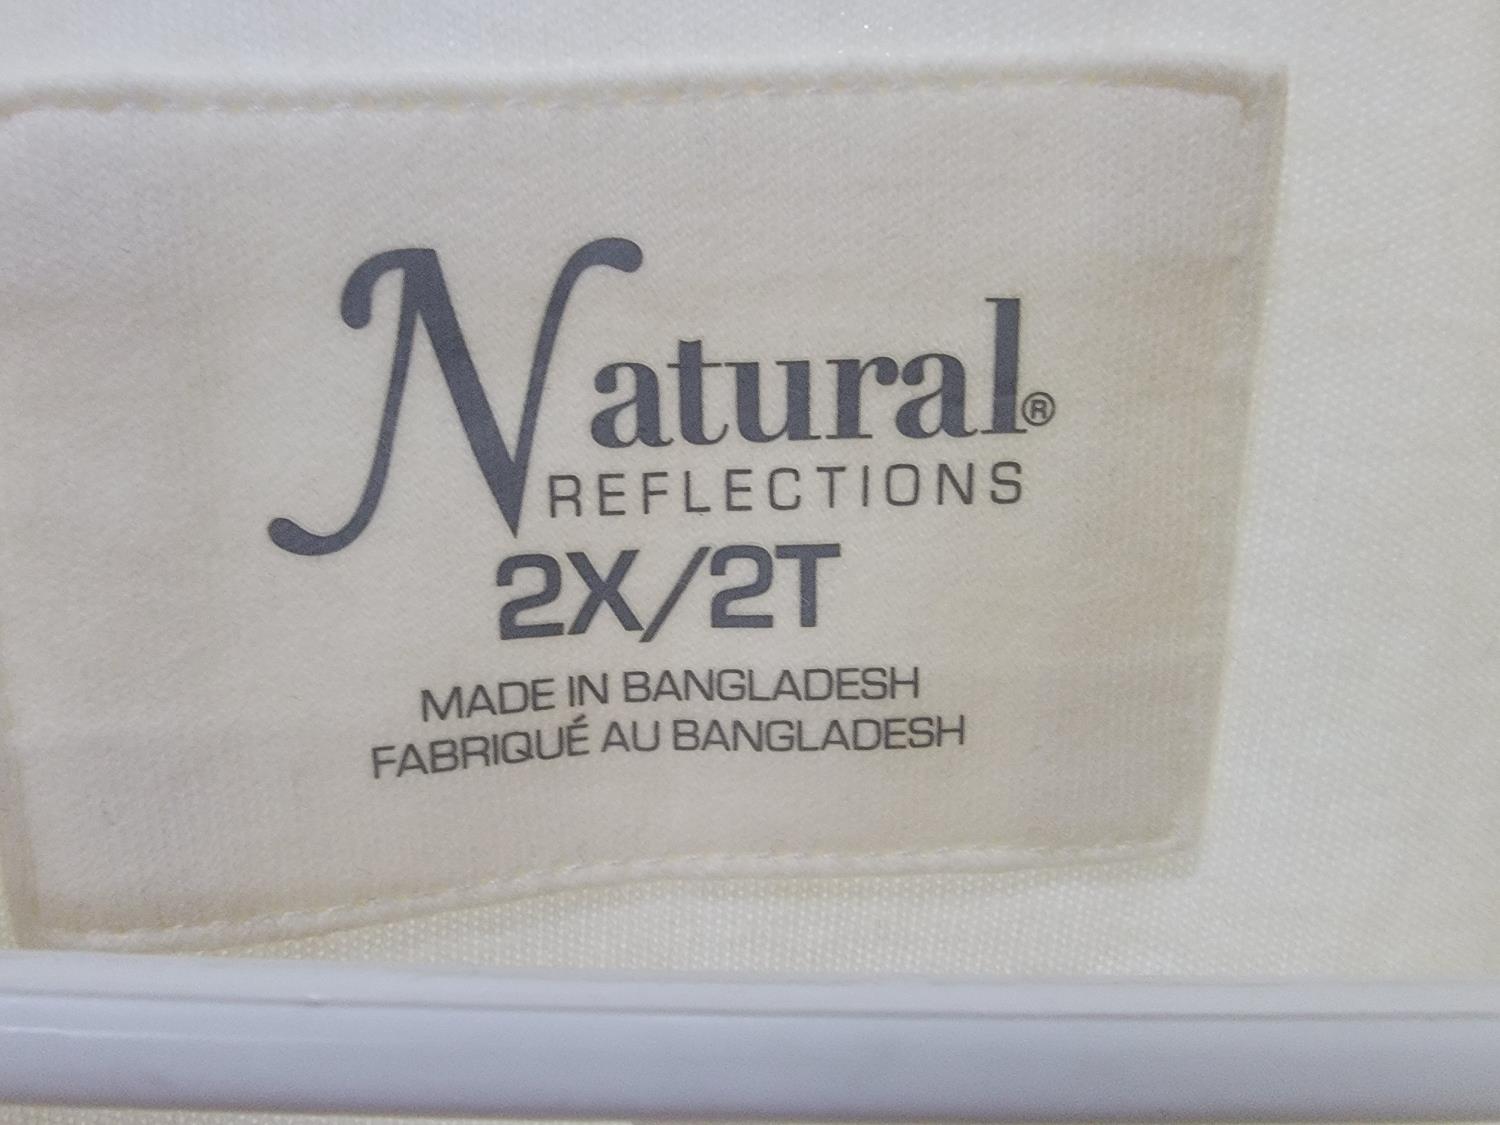 Natural®
REFLECTIONS
2X/2T
MADE IN BANGLADESH
FABRIQUÉ AU BANGLADESH